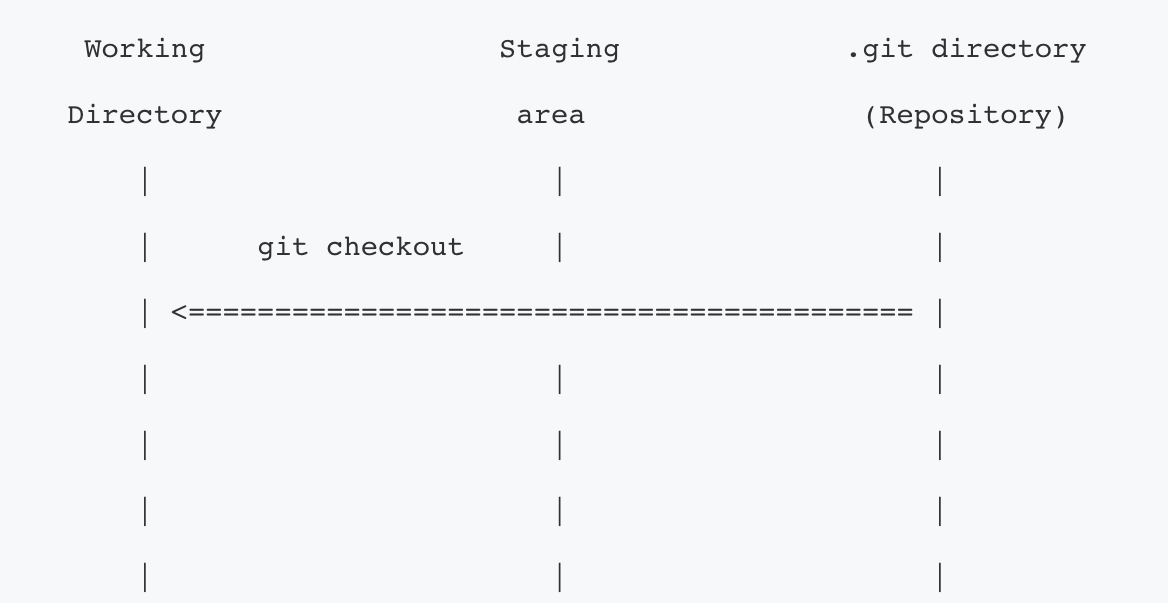 Working Staging .git directory
Directory area (Repository)
| | |
| git checkout | |
| <========================================== |
| | |
| | |
| | |
| | |